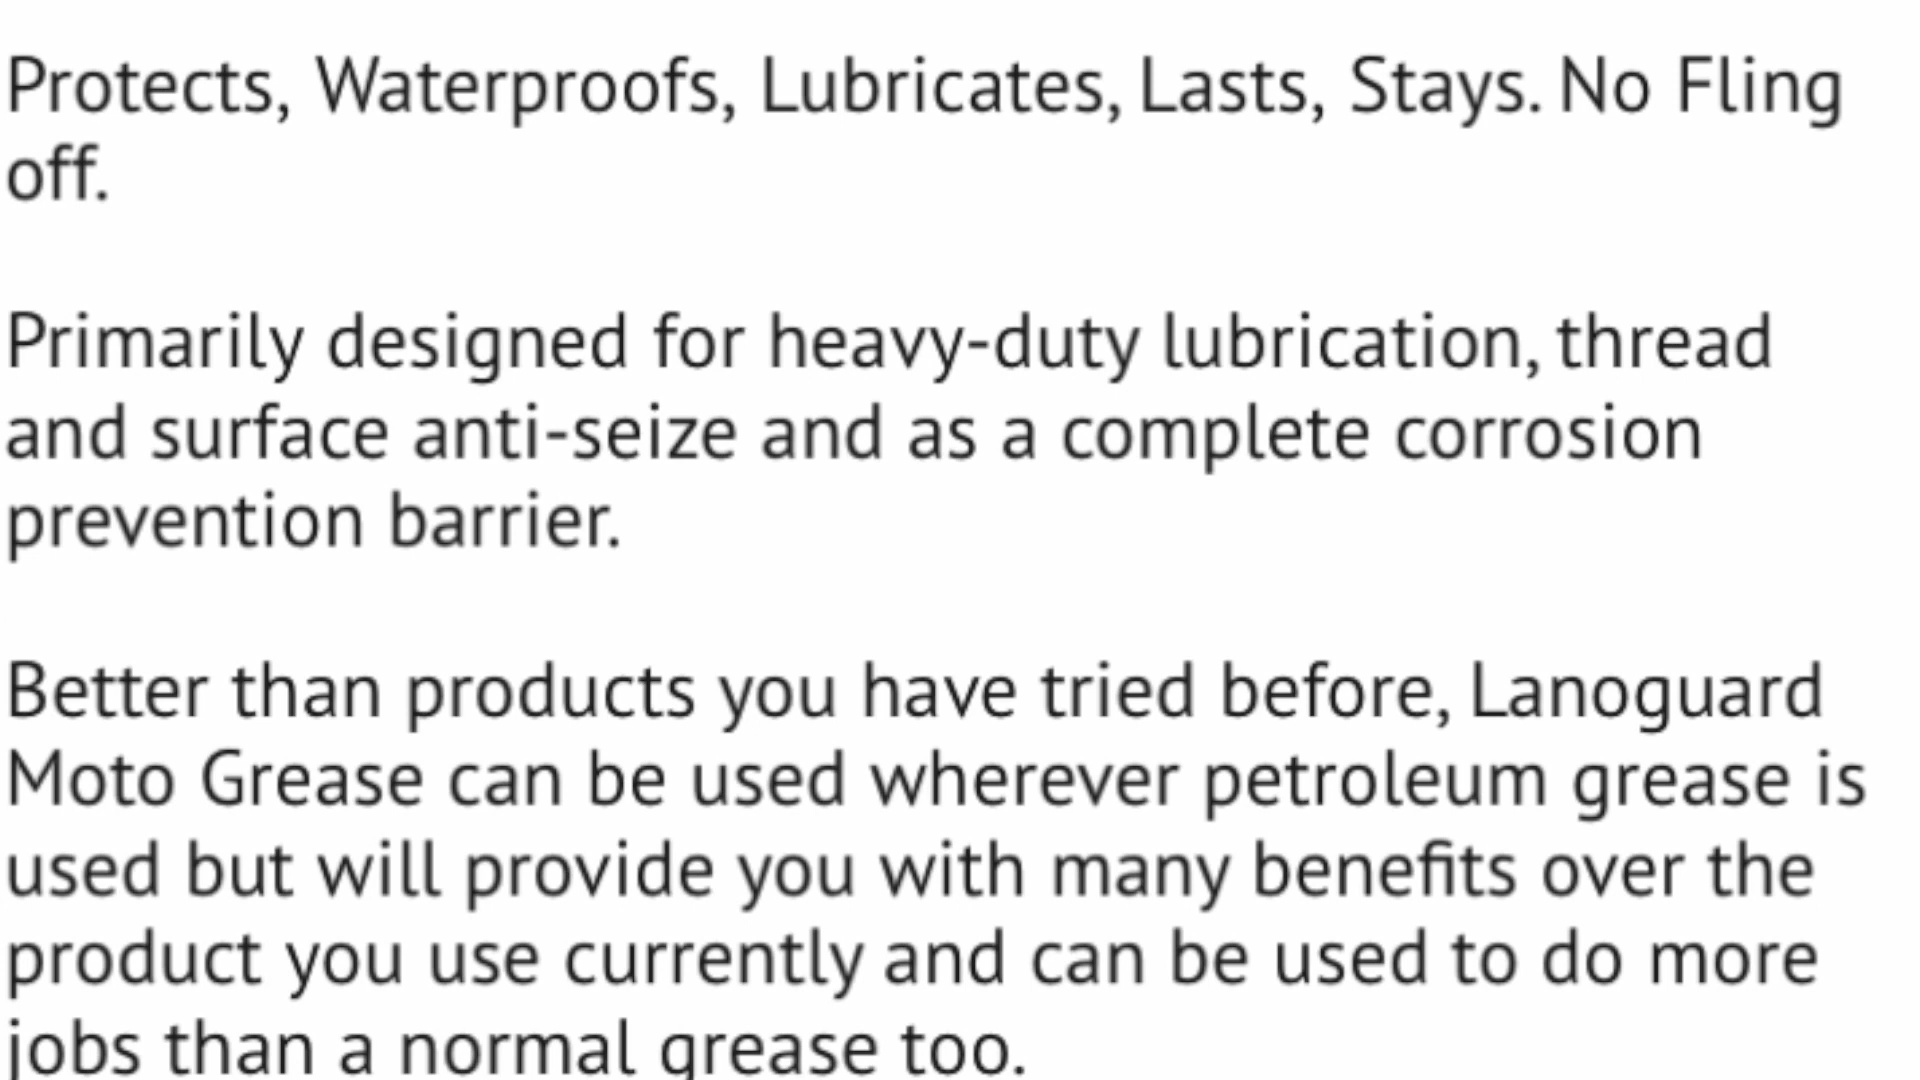 Protects, Waterproofs, Lubricates, Lasts, Stays. No Fling
off.
Primarily designed for heavy-duty lubrication, thread
and surface anti-seize and as a complete corrosion
prevention barrier.
Better than products you have tried before, Lanoguard
Moto Grease can be used wherever petroleum grease is
used but will provide you with many benefits over the
product you use currently and can be used to do more
jobs than a normal grease too.